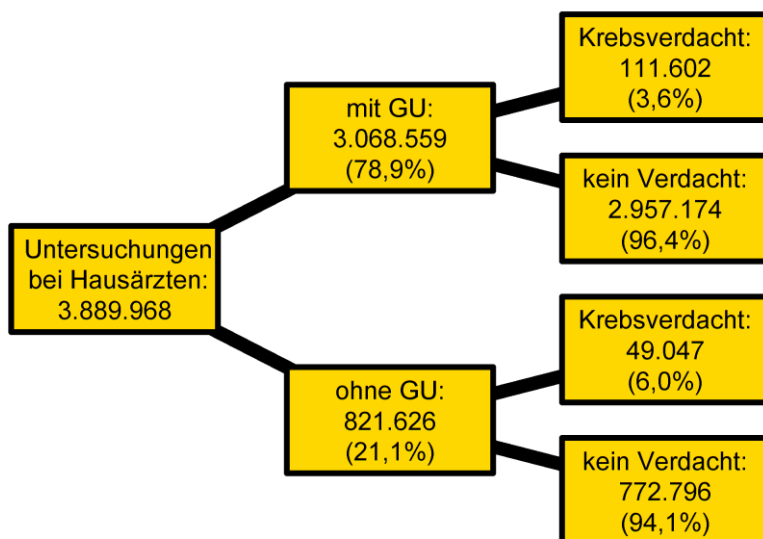 Untersuchungen
bei Hausärzten:
3.889.968
mit GU:
3.068.559
(78,9%)
Krebsverdacht:
111.602
(3,6%)
kein Verdacht:
2.957.174
(96,4%)
ohne GU:
821.626
(21,1%)
Krebsverdacht:
49.047
(6,0%)
kein Verdacht:
772.796
(94,1%)